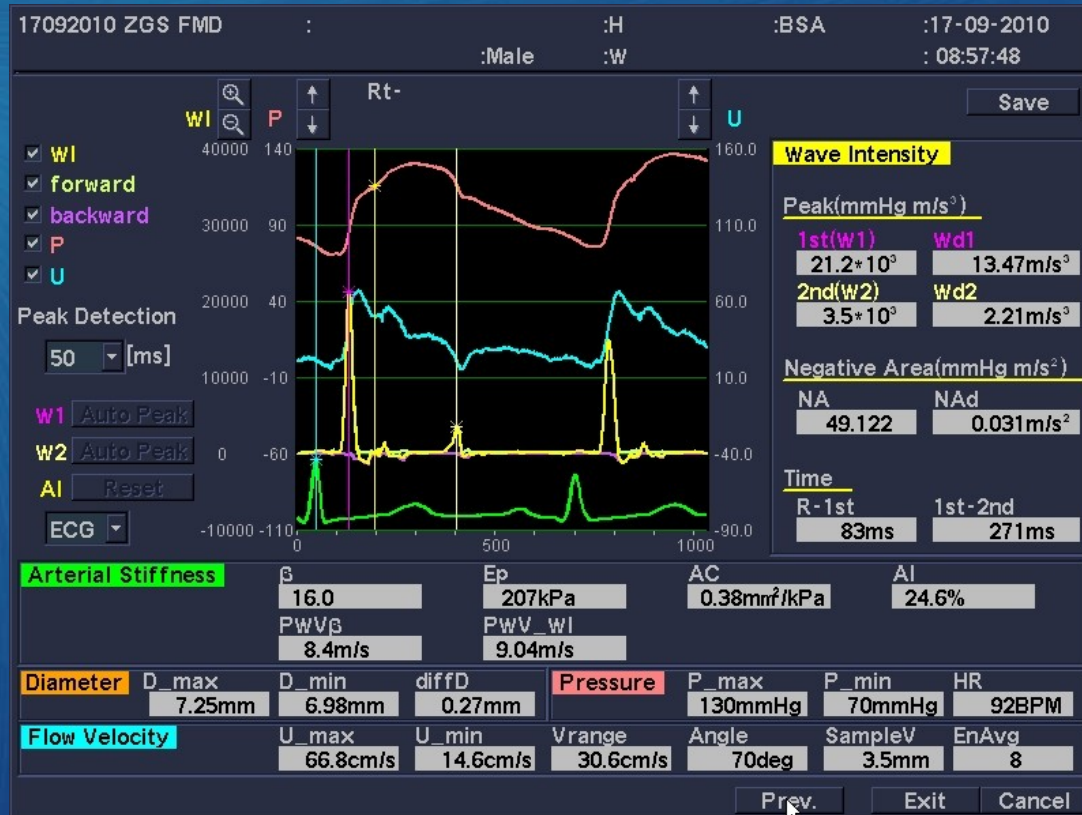 17092010 ZGS FMD : :H :BSA :17-09-2010
:Male :W : 08:57:48
WI P Rt- U Save
WI
forward
backward
P
U
Peak Detection
50 [ms]
W1 Auto Peak
W2 Auto Peak
AI Reset
ECG
40000 140 160.0
30000 90 110.0
20000 40 60.0
10000 -10 10.0
0 -60 -40.0
-10000 -110 -90.0
0 500 1000
Wave Intensity
Peak(mmHg m/s³)
1st(W1) Wd1
21.2*10³ 13.47m/s³
2nd(W2) Wd2
3.5*10³ 2.21m/s³
Negative Area(mmHg m/s²)
NA NAd
49.122 0.031m/s²
Time
R-1st 1st-2nd
83ms 271ms
Arterial Stiffness β Ep AC AI
16.0 207kPa 0.38mm²/kPa 24.6%
PWVβ PWV_WI
8.4m/s 9.04m/s
Diameter D_max D_min diffD Pressure P_max P_min HR
7.25mm 6.98mm 0.27mm 130mmHg 70mmHg 92BPM
Flow Velocity U_max U_min Vrange Angle SampleV EnAvg
66.8cm/s 14.6cm/s 30.6cm/s 70deg 3.5mm 8
Prev. Exit Cancel